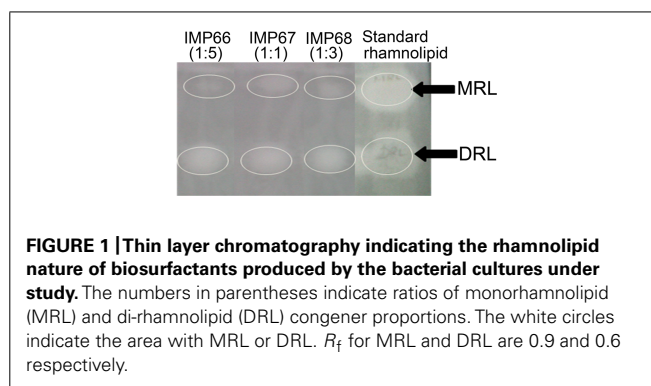 IMP66 IMP67 IMP68 Standard
(1:5) (1:1) (1:3) rhamnolipid
MRL
DRL
FIGURE 1 | Thin layer chromatography indicating the rhamnolipid
nature of biosurfactants produced by the bacterial cultures under
study. The numbers in parentheses indicate ratios of monorhamnolipid
(MRL) and di-rhamnolipid (DRL) congener proportions. The white circles
indicate the area with MRL or DRL. Rf for MRL and DRL are 0.9 and 0.6
respectively.